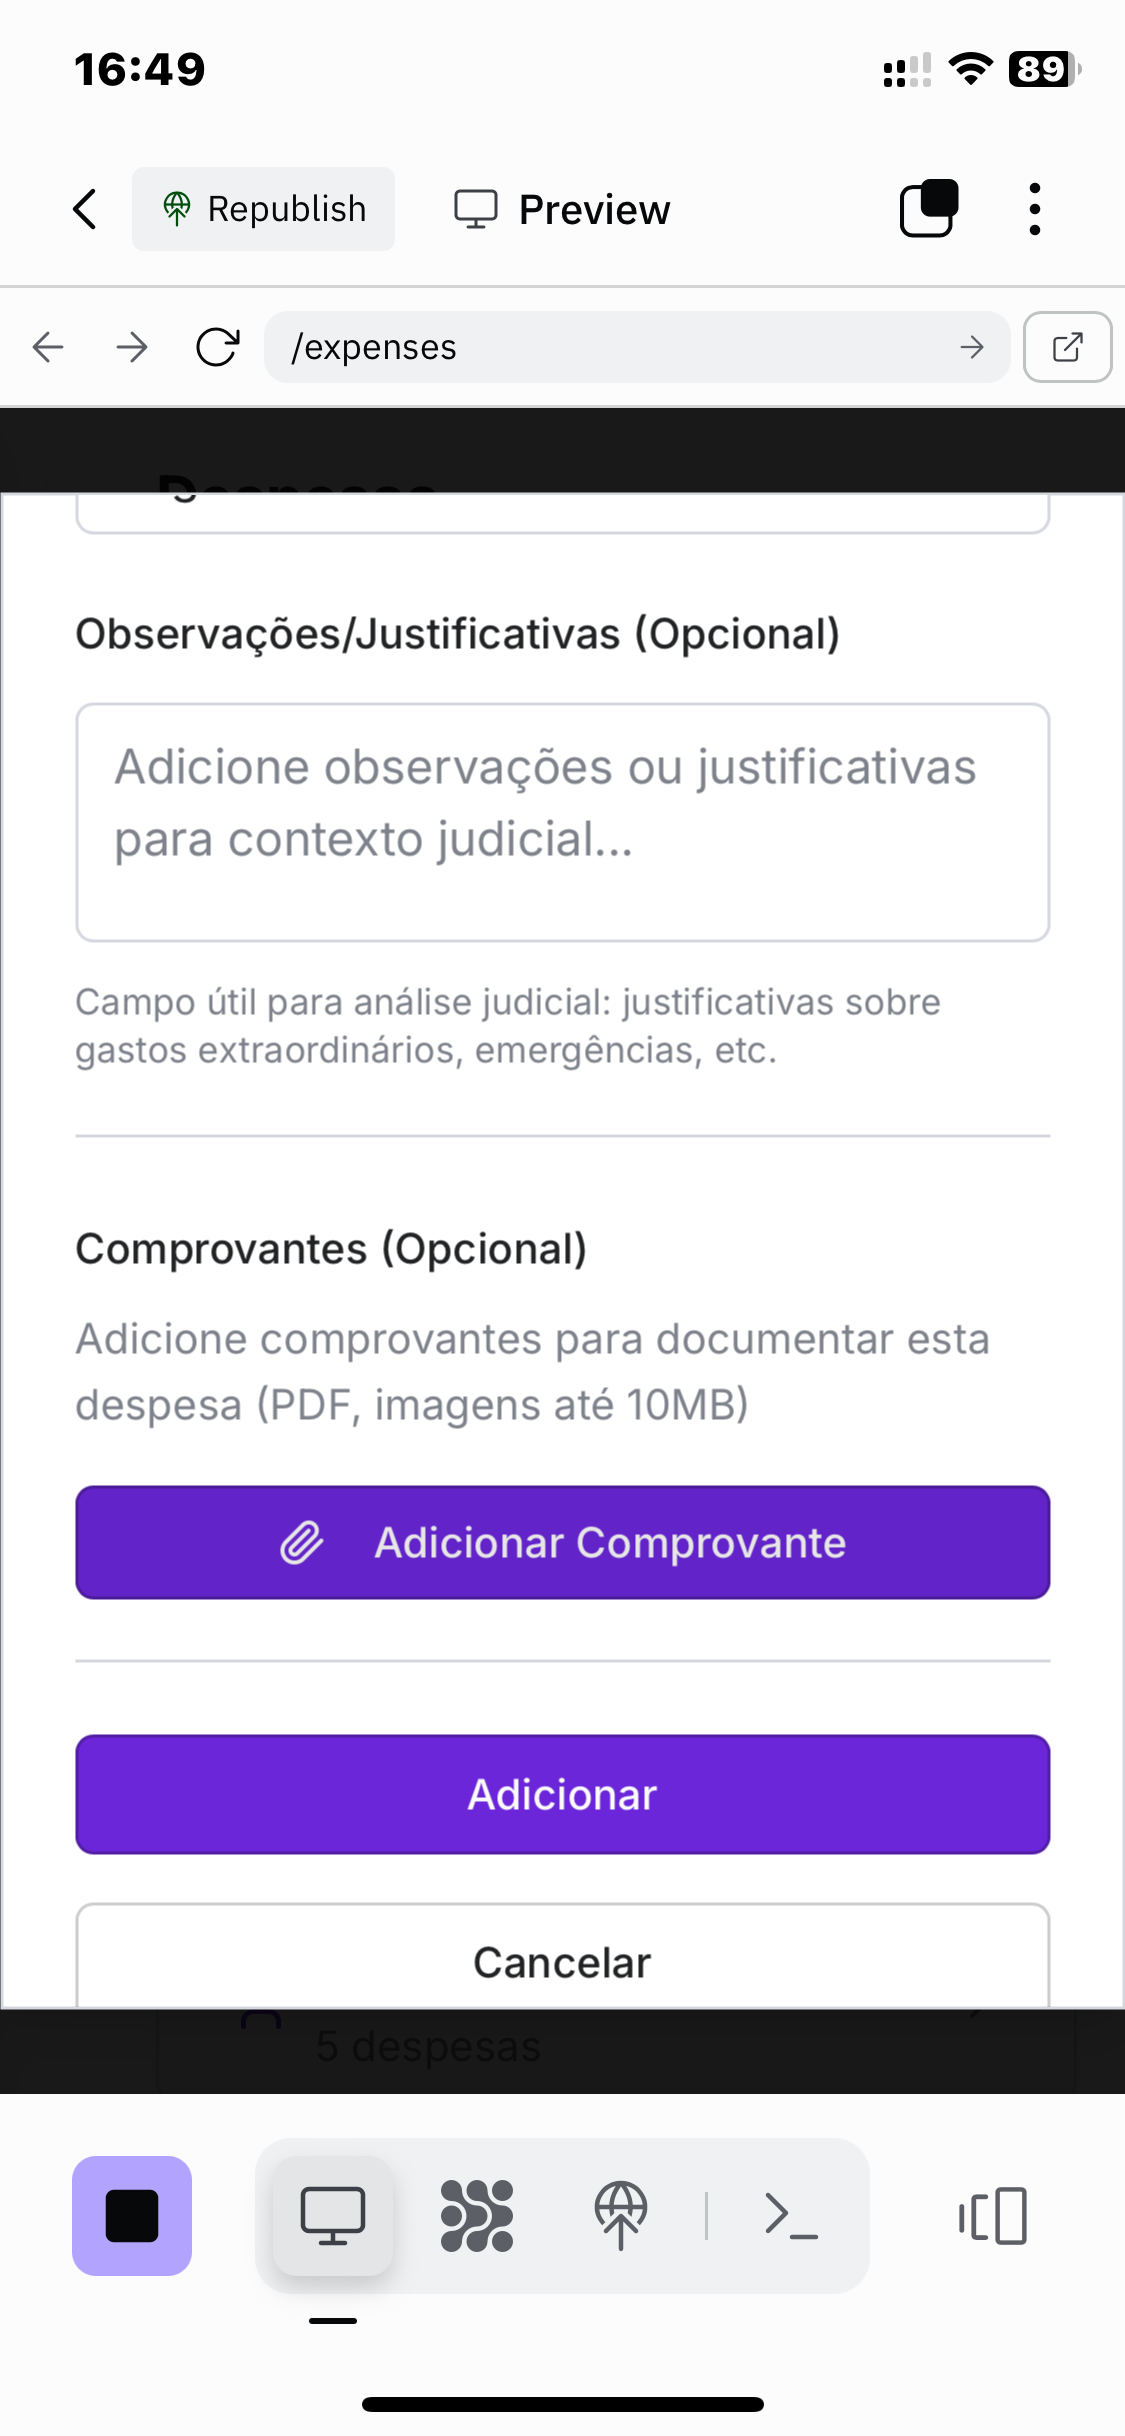 16:49
89
Republish
Preview
/expenses
Despesas
Observações/Justificativas (Opcional)
Adicione observações ou justificativas
para contexto judicial...
Campo útil para análise judicial: justificativas sobre
gastos extraordinários, emergências, etc.
Comprovantes (Opcional)
Adicione comprovantes para documentar esta
despesa (PDF, imagens até 10MB)
Adicionar Comprovante
Adicionar
Cancelar
5 despesas